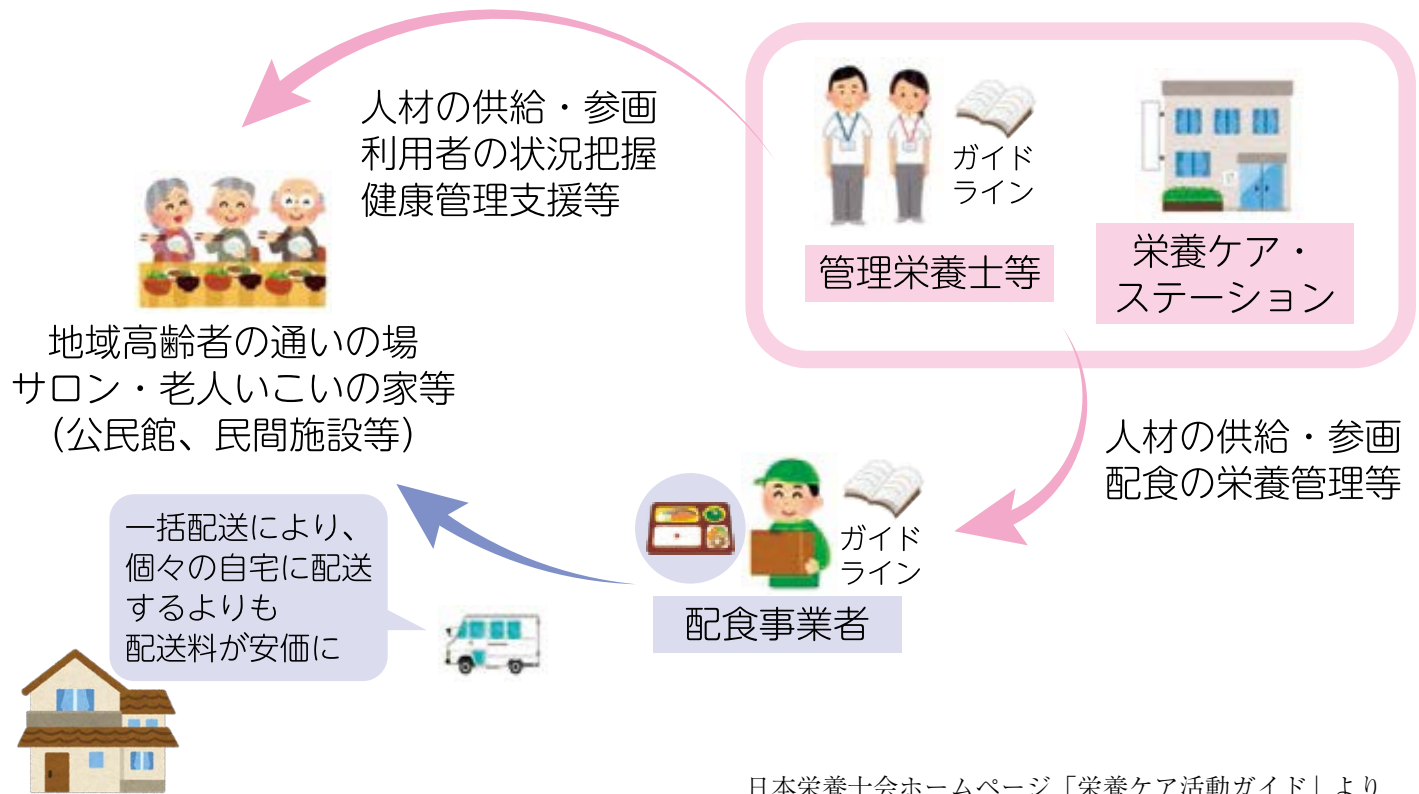 人材の供給・参画
利用者の状況把握
健康管理支援等
ガイド
ライン
管理栄養士等
栄養ケア・
ステーション
地域高齢者の通いの場
サロン・老人いこいの家等
（公民館、民間施設等）
人材の供給・参画
配食の栄養管理等
一括配送により、
個々の自宅に配送
するよりも
配送料が安価に
ガイド
ライン
配食事業者
日本栄養士会ホームページ「栄養ケア活動ガイド」より